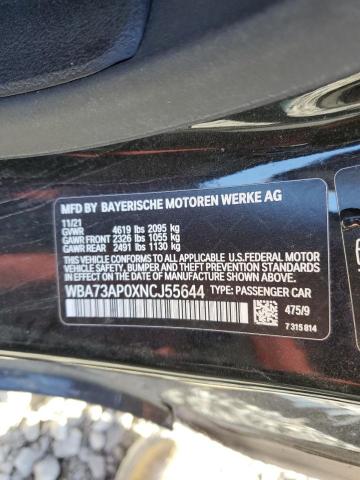 MFD BY BAYERISCHE MOTOREN WERKE AG
11/21
GVWR 4619 lbs 2095 kg
GAWR FRONT 2326 lbs 1055 kg
GAWR REAR 2491 lbs 1130 kg
THIS VEHICLE CONFORMS TO ALL APPLICABLE U.S.FEDERAL MOTOR
VEHICLE SAFETY, BUMPER, AND THEFT PREVENTION STANDARDS
IN EFFECT ON THE DATE OF MANUFACTURE SHOWN ABOVE.
WBA73AP0XNCJ55644 TYPE: PASSENGER CAR
475/9
7 315 814